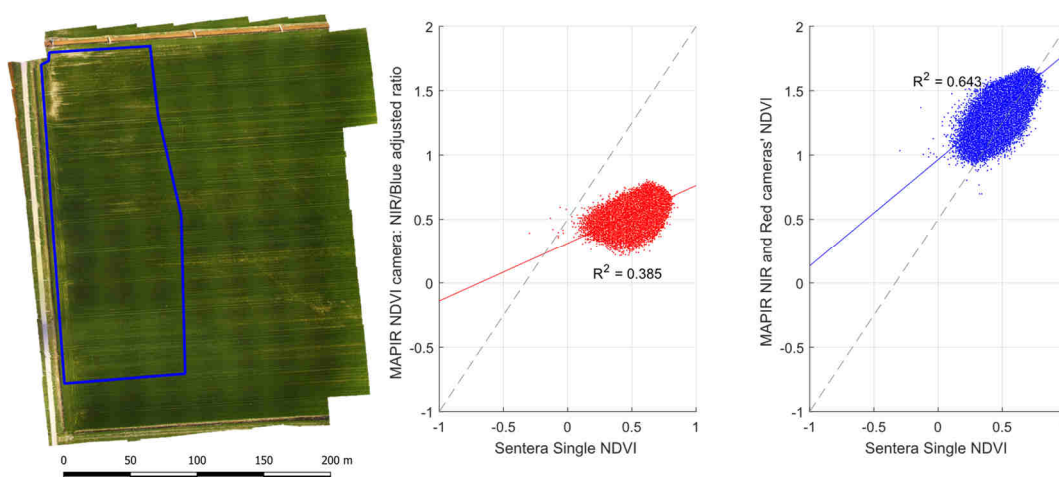 0 50 100 150 200 m
MAPIR NDVI camera: NIR/Blue adjusted ratio
2
1.5
1
0.5
0
-0.5
-1
R² = 0.385
-1 -0.5 0 0.5 1
Sentera Single NDVI
MAPIR NIR and Red cameras' NDVI
2
1.5
1
0.5
0
-0.5
-1
R² = 0.643
-1 -0.5 0 0.5
Sentera Single NDVI